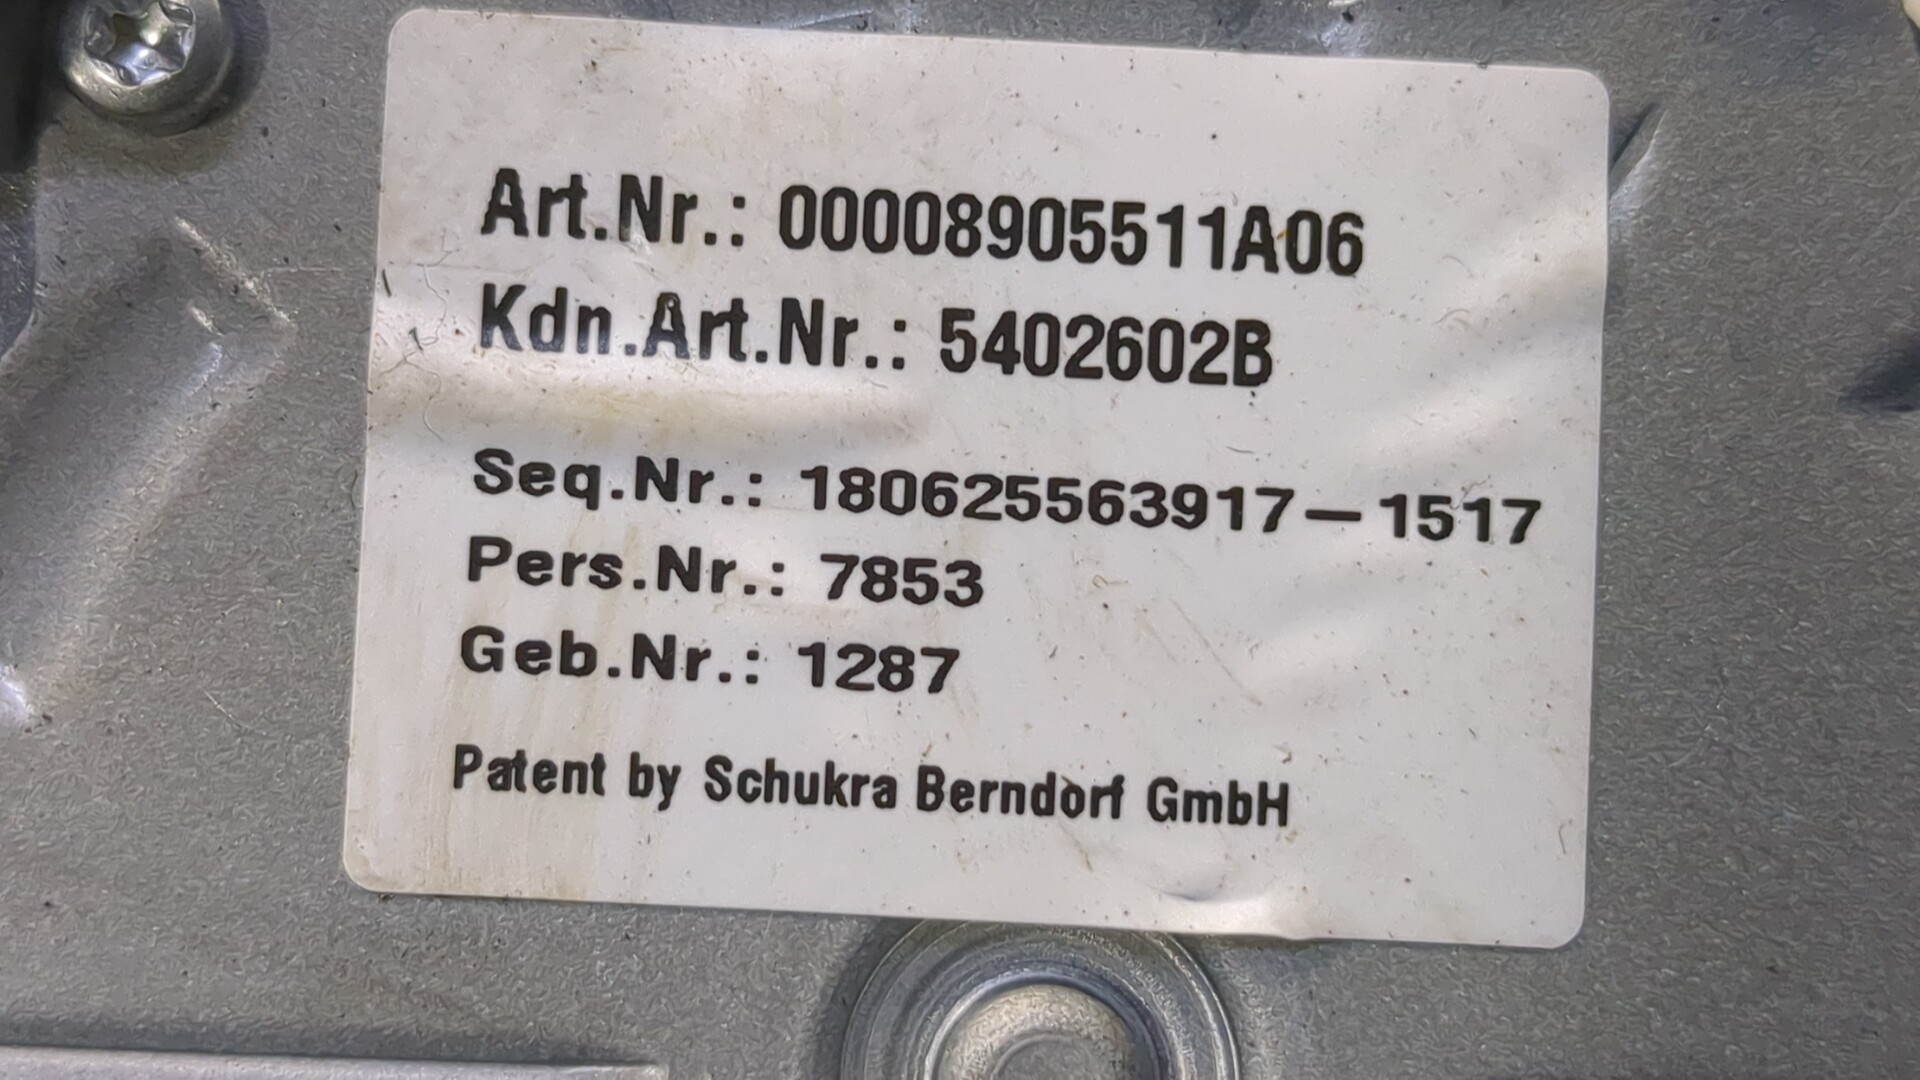 Art.Nr.: 00008905511A06
Kdn.Art.Nr.: 5402602B
Seq.Nr.: 180625563917-1517
Pers.Nr.: 7853
Geb.Nr.: 1287
Patent by Schukra Berndorf GmbH